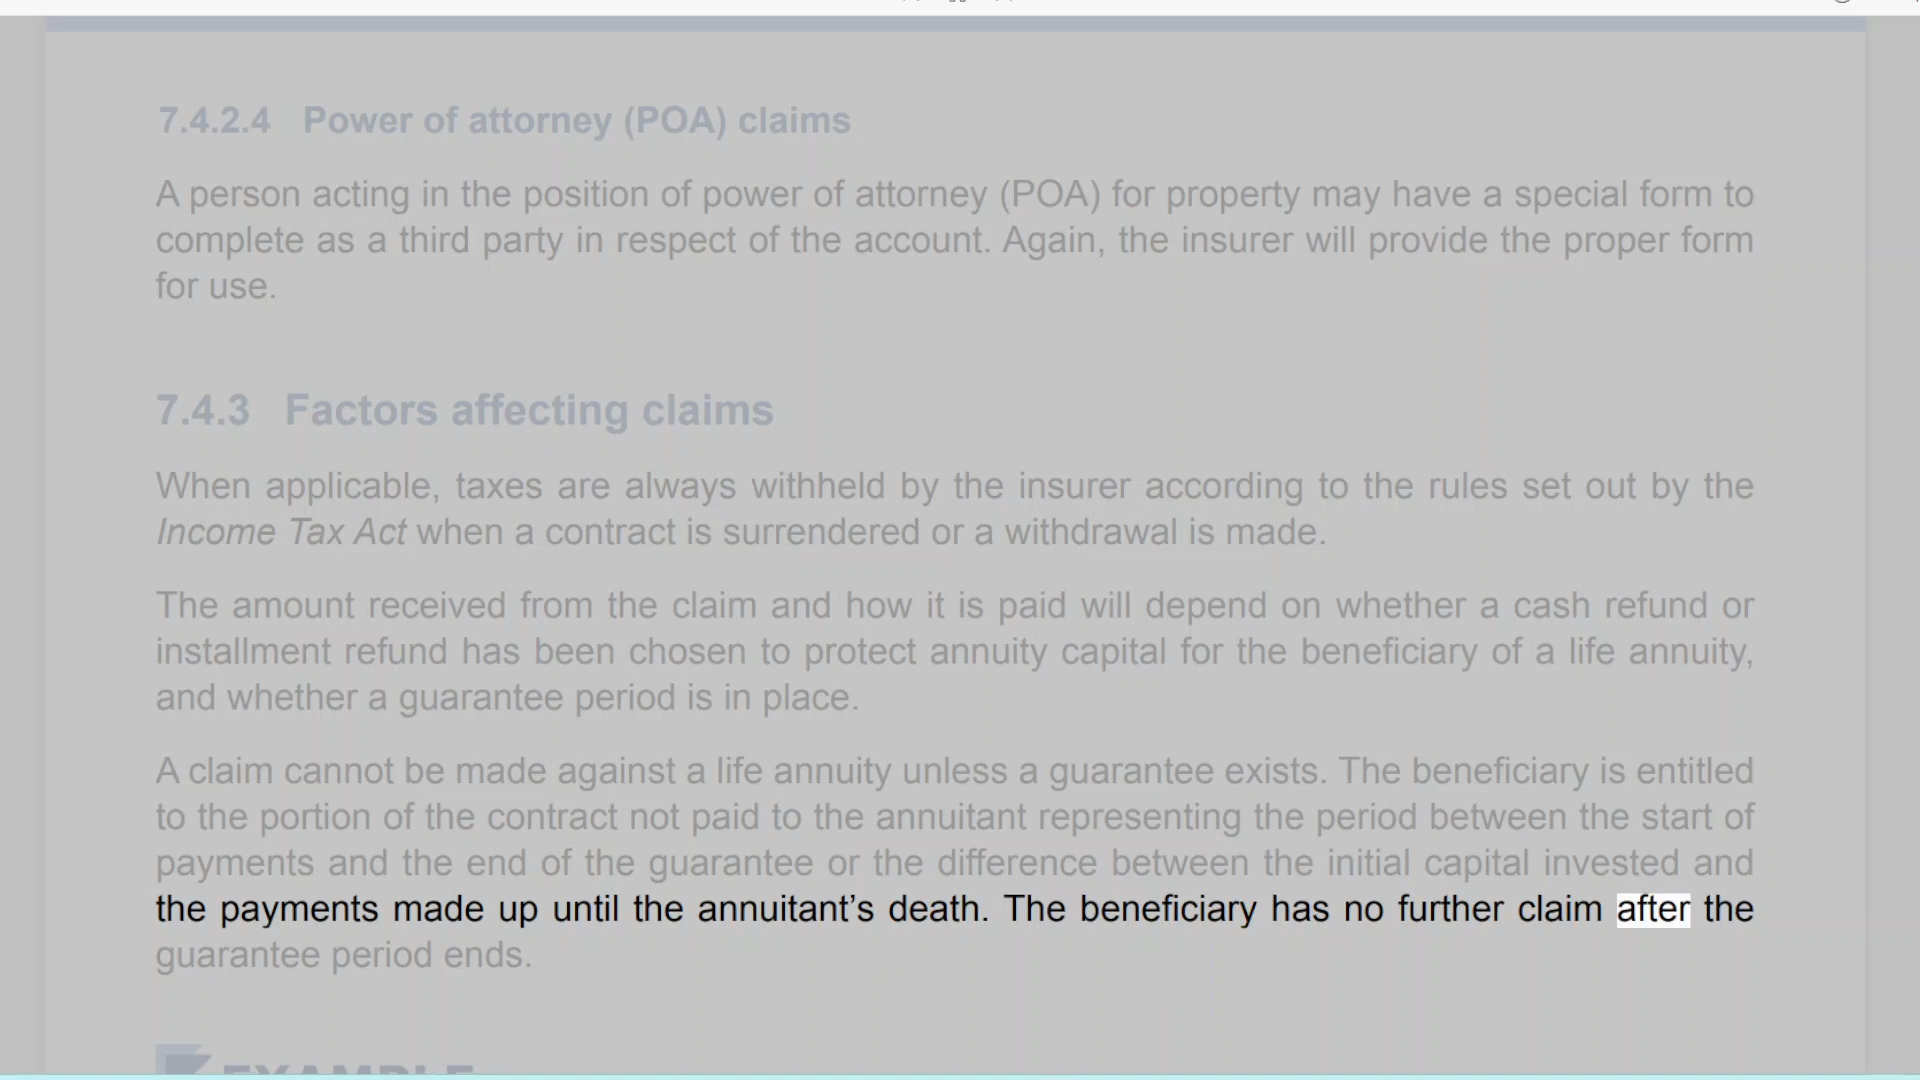 7.4.2.4 Power of attorney (POA) claims
A person acting in the position of power of attorney (POA) for property may have a special form to
complete as a third party in respect of the account. Again, the insurer will provide the proper form
for use.
7.4.3 Factors affecting claims
When applicable, taxes are always withheld by the insurer according to the rules set out by the
Income Tax Act when a contract is surrendered or a withdrawal is made.
The amount received from the claim and how it is paid will depend on whether a cash refund or
installment refund has been chosen to protect annuity capital for the beneficiary of a life annuity,
and whether a guarantee period is in place.
A claim cannot be made against a life annuity unless a guarantee exists. The beneficiary is entitled
to the portion of the contract not paid to the annuitant representing the period between the start of
payments and the end of the guarantee or the difference between the initial capital invested and
the payments made up until the annuitant’s death. The beneficiary has no further claim after the
guarantee period ends.
EXAMPLE